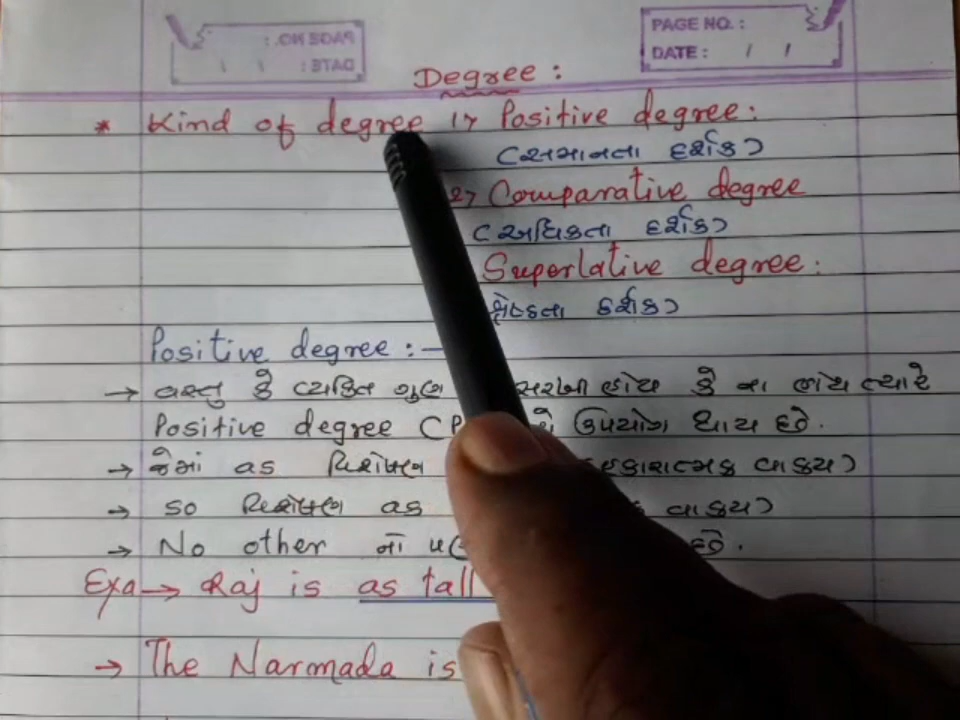 PAGE NO. :
DATE : / /
Degree :
* Kind of degree 1> Positive degree :
(સમાનતા દર્શક)
2> Comparative degree
(અધિકતા દર્શક)
Superlative degree :
શ્રેષ્ઠતા દર્શક)
Positive degree :-
→ વસ્તુ કે વ્યક્તિ ગુણ સરખા હોય કે ના હોય ત્યારે
Positive degree ઉપયોગ થાય છે.
→ જેમાં as વિશેષણ હકારાત્મક વાક્ય)
→ so વિશેષણ as વાક્ય)
→ No other નો છે.
Exa → Raj is as tall
→ The Narmada is